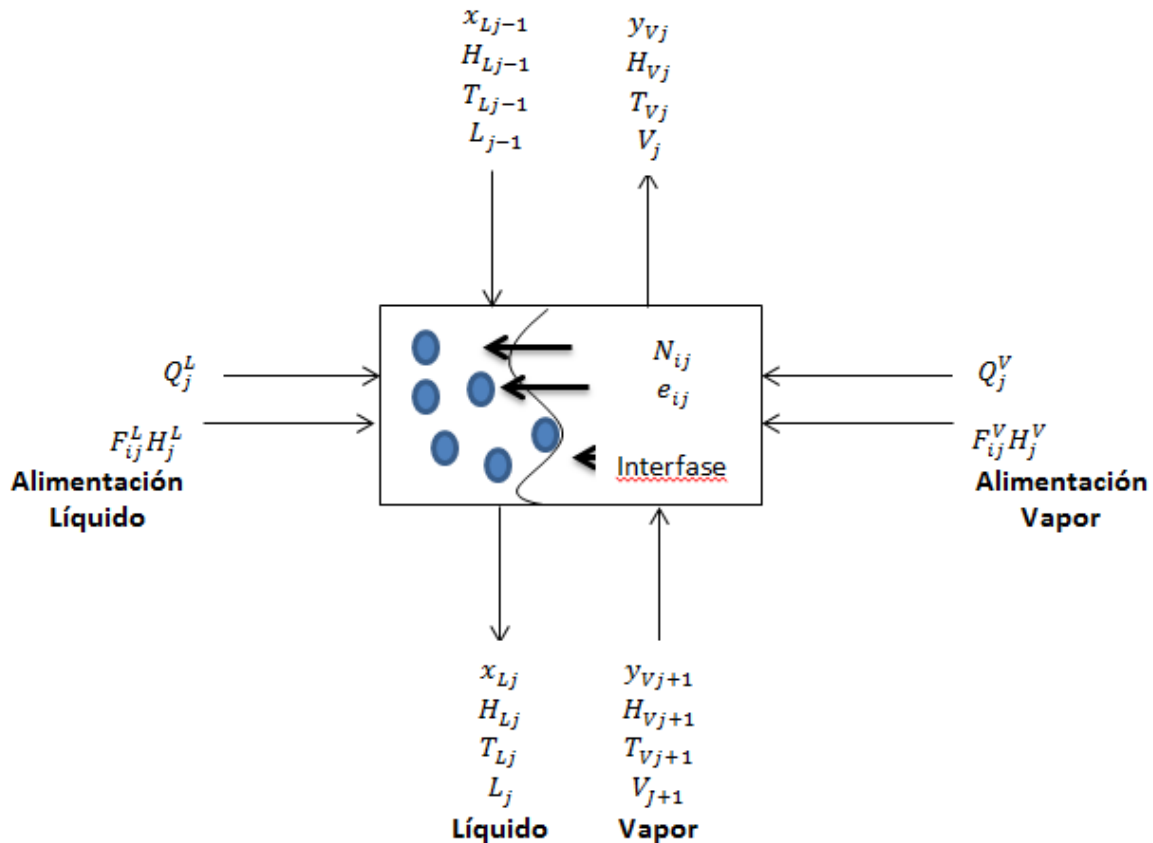 x_{Lj−1}
H_{Lj−1}
T_{Lj−1}
L_{j−1}
y_{Vj}
H_{Vj}
T_{Vj}
V_j
Q_j^L
F_{ij}^L H_j^L
Alimentación
Líquido
N_{ij}
e_{ij}
Interfase
Q_j^V
F_{ij}^V H_j^V
Alimentación
Vapor
x_{Lj}
H_{Lj}
T_{Lj}
L_j
Líquido
y_{Vj+1}
H_{Vj+1}
T_{Vj+1}
V_{J+1}
Vapor